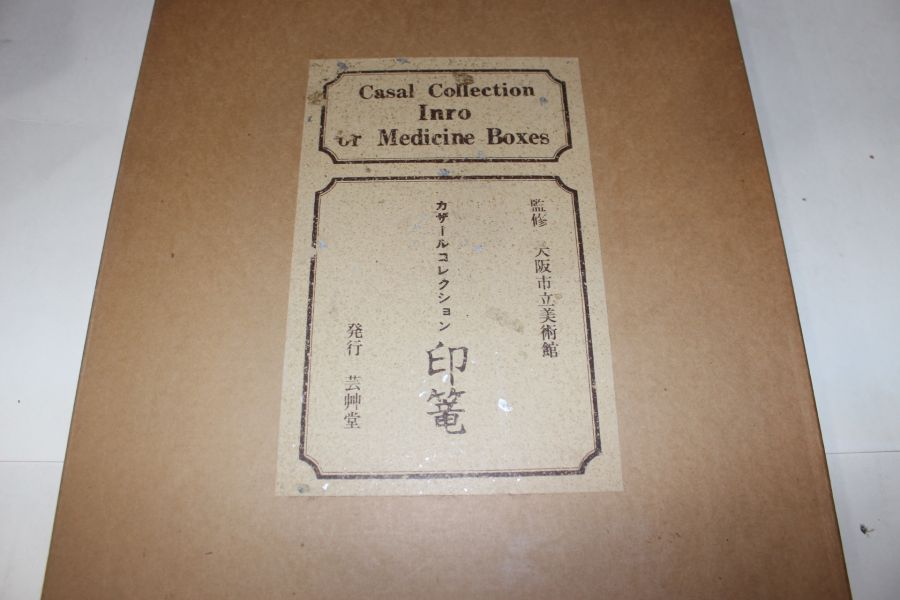 Casal Collection
Inro
or Medicine Boxes
監修 大阪市立美術館
カザールコレクション 印篭
発行 芸艸堂